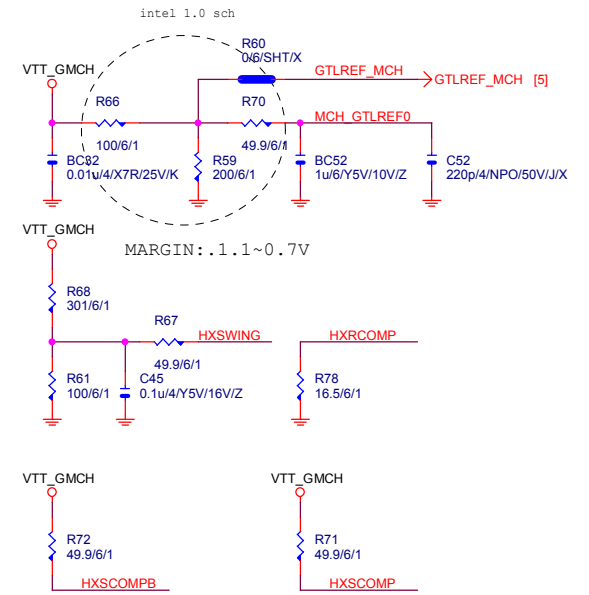 intel 1.0 sch
R60
0/6/SHT/X
VTT_GMCH
GTLREF_MCH
GTLREF_MCH [5]
R66
R70
MCH_GTLREF0
100/6/1
49.9/6/1
BC32
0.01u/4/X7R/25V/K
R59
200/6/1
BC52
1u/6/Y5V/10V/Z
C52
220p/4/NPO/50V/J/X
VTT_GMCH
MARGIN:.1.1~0.7V
R68
301/6/1
R67
HXSWING
HXRCOMP
49.9/6/1
R61
100/6/1
C45
0.1u/4/Y5V/16V/Z
R78
16.5/6/1
VTT_GMCH
VTT_GMCH
R72
49.9/6/1
R71
49.9/6/1
HXSCOMPB
HXSCOMP